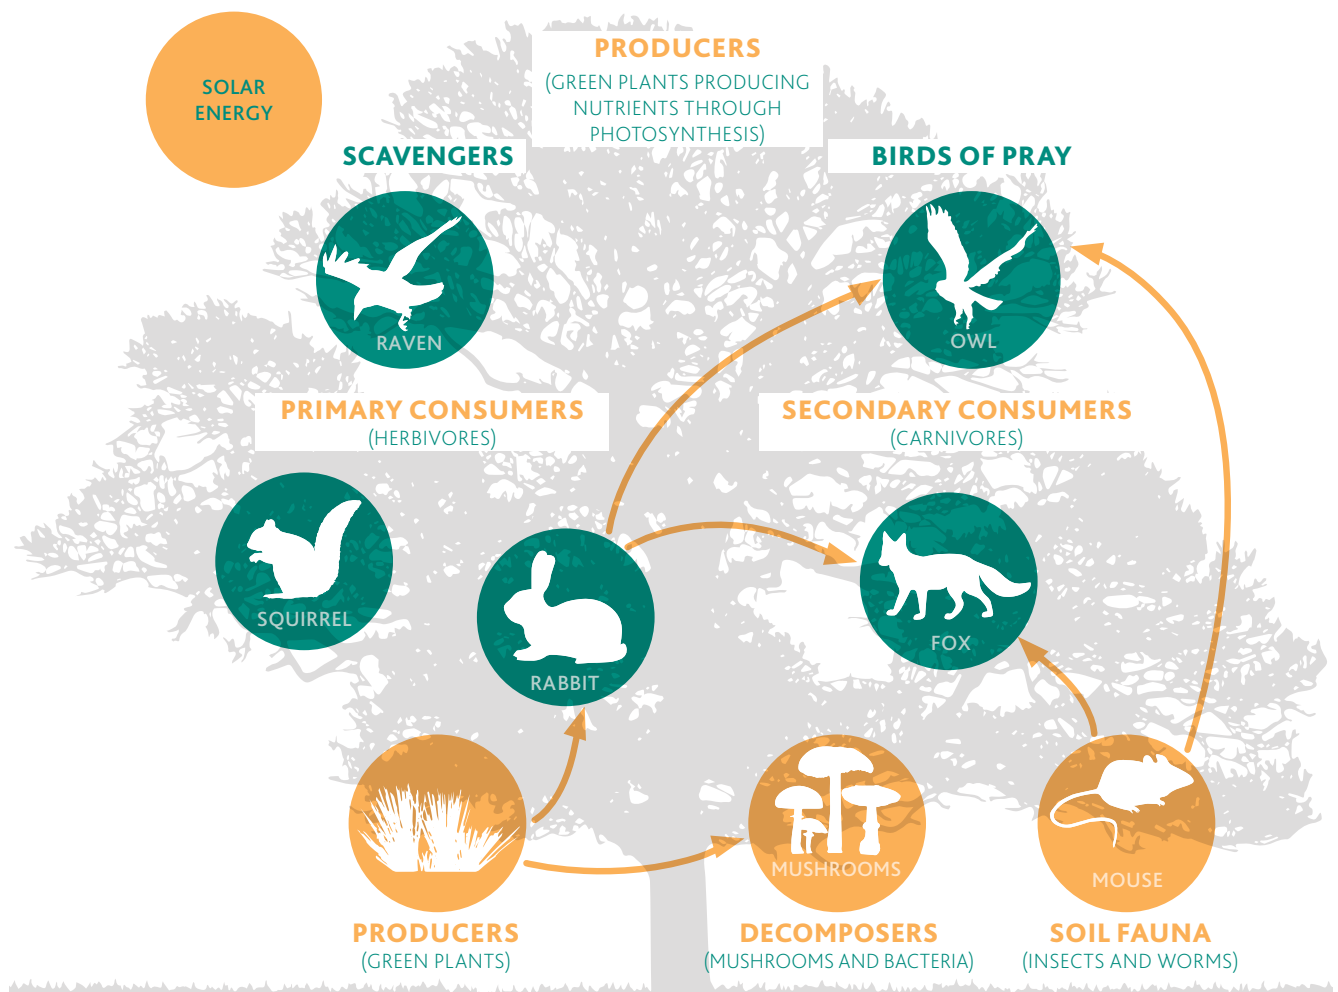 SOLAR
ENERGY
PRODUCERS
(GREEN PLANTS PRODUCING
NUTRIENTS THROUGH
PHOTOSYNTHESIS)
SCAVENGERS
BIRDS OF PRAY
RAVEN
OWL
PRIMARY CONSUMERS
(HERBIVORES)
SECONDARY CONSUMERS
(CARNIVORES)
SQUIRREL
RABBIT
FOX
MUSHROOMS
MOUSE
PRODUCERS
(GREEN PLANTS)
DECOMPOSERS
(MUSHROOMS AND BACTERIA)
SOIL FAUNA
(INSECTS AND WORMS)